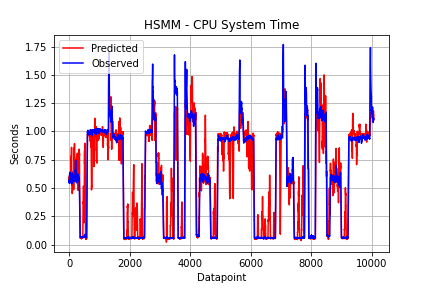 HSMM - CPU System Time
Predicted
Observed
Seconds
1.75
1.50
1.25
1.00
0.75
0.50
0.25
0.00
0 2000 4000 6000 8000 10000
Datapoint